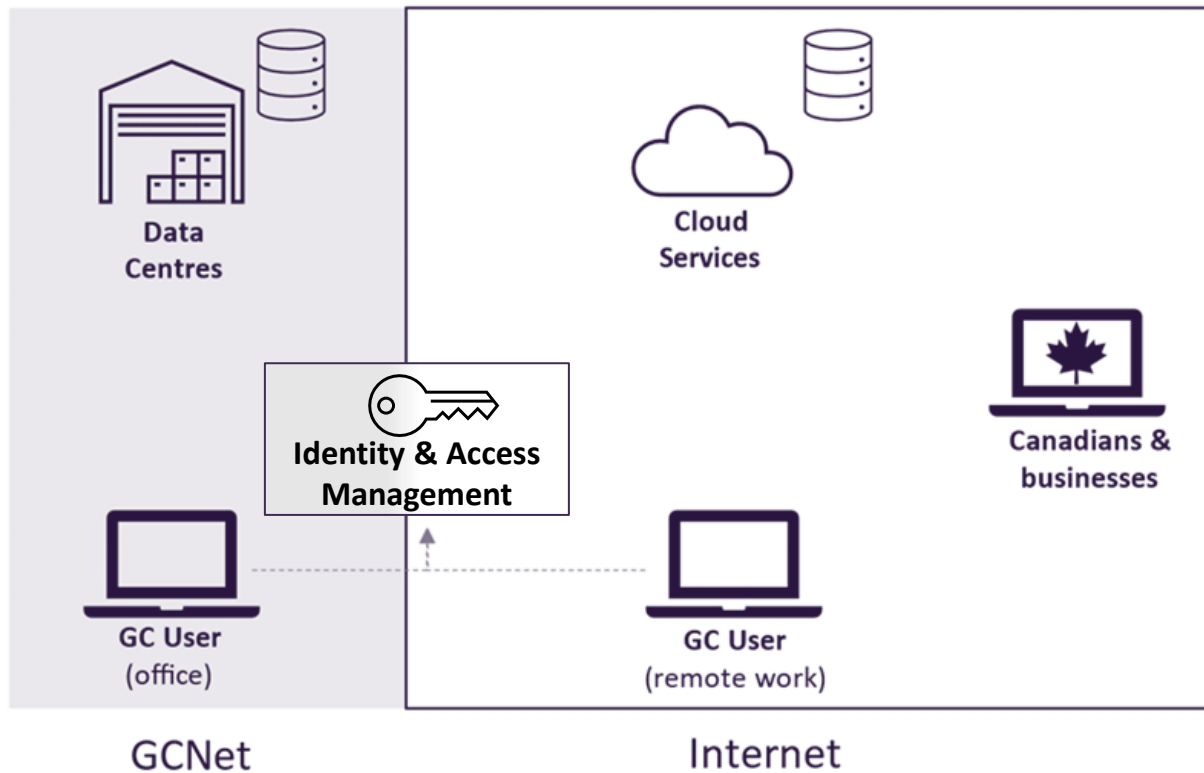 Data
Centres
Cloud
Services
Canadians &
businesses
Identity & Access
Management
GC User
(office)
GC User
(remote work)
GCNet
Internet